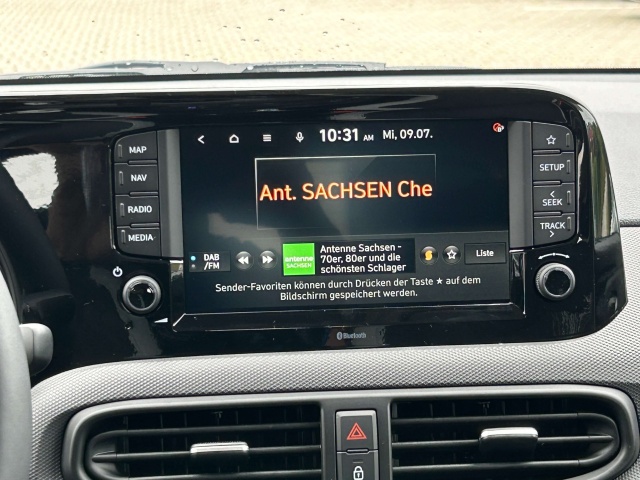 10:31 AM Mi, 09.07.
MAP
NAV
RADIO
MEDIA
Ant. SACHSEN Che
SETUP
< SEEK
TRACK >
DAB
/FM
antenne
SACHSEN
Antenne Sachsen -
70er, 80er und die
schönsten Schlager
Liste
Sender-Favoriten können durch Drücken der Taste ★ auf dem
Bildschirm gespeichert werden.
Bluetooth